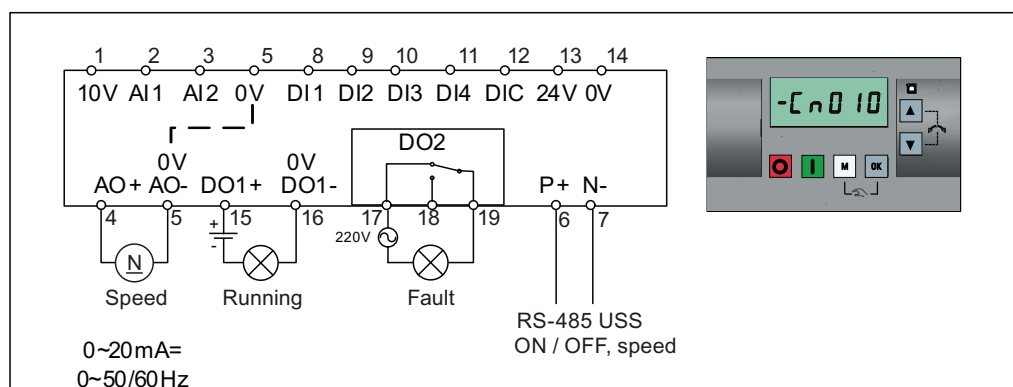 1 2 3 5 8 9 10 11 12 13 14
10V AI1 AI2 0V DI1 DI2 DI3 DI4 DIC 24V 0V
-Cn010
DO2
0V 0V
AO+ AO- DO1+ DO1- P+ N-
M OK
4 5 15 16 17 18 19 6 7
+
-
220V
N
Speed Running Fault
RS-485 USS
ON / OFF, speed
0~20mA=
0~50/60Hz